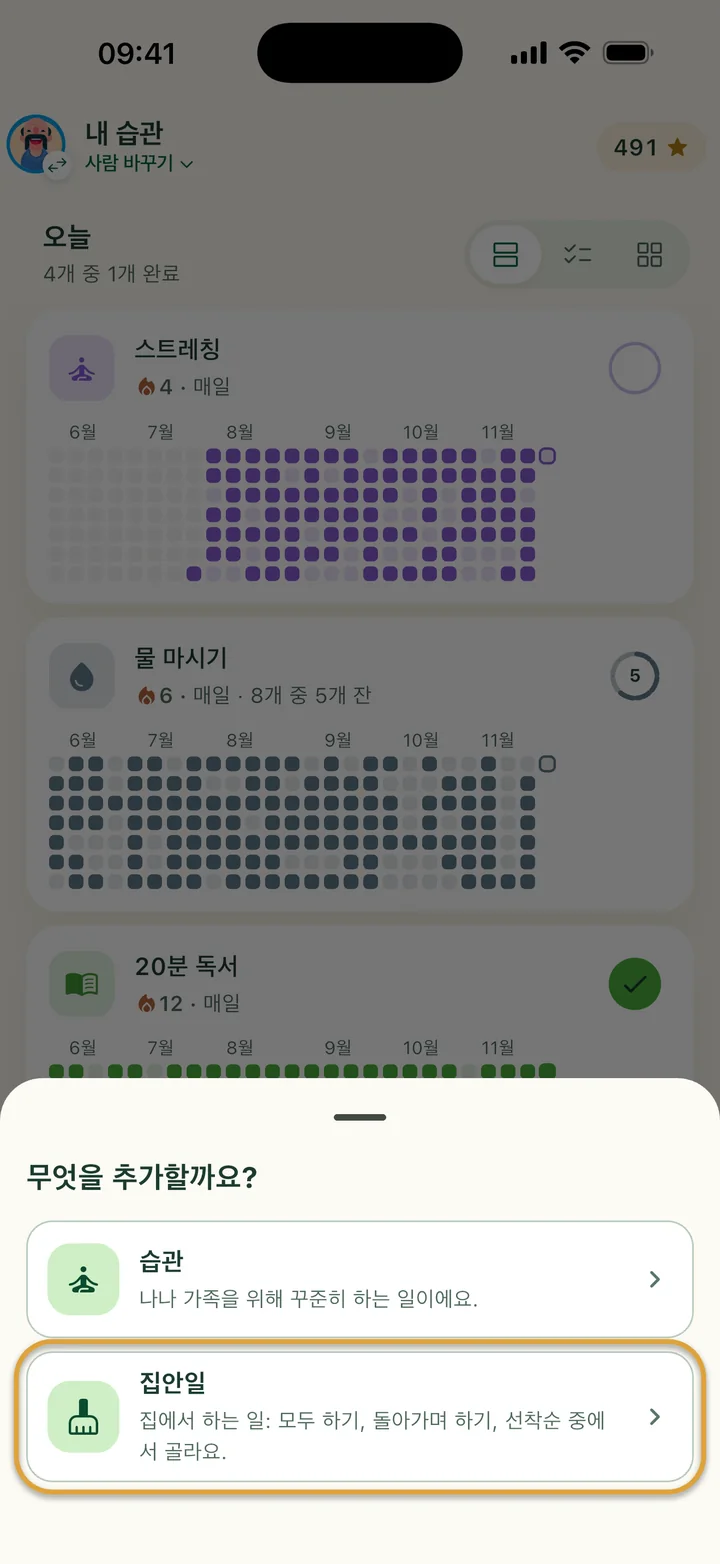 09:41
내 습관
사람 바꾸기
491
오늘
4개 중 1개 완료
스트레칭
4 · 매일
6월 7월 8월 9월 10월 11월
물 마시기
6 · 매일 · 8개 중 5개 잔
5
6월 7월 8월 9월 10월 11월
20분 독서
12 · 매일
6월 7월 8월 9월 10월 11월
무엇을 추가할까요?
습관
나나 가족을 위해 꾸준히 하는 일이에요.
집안일
집에서 하는 일: 모두 하기, 돌아가며 하기, 선착순 중에
서 골라요.